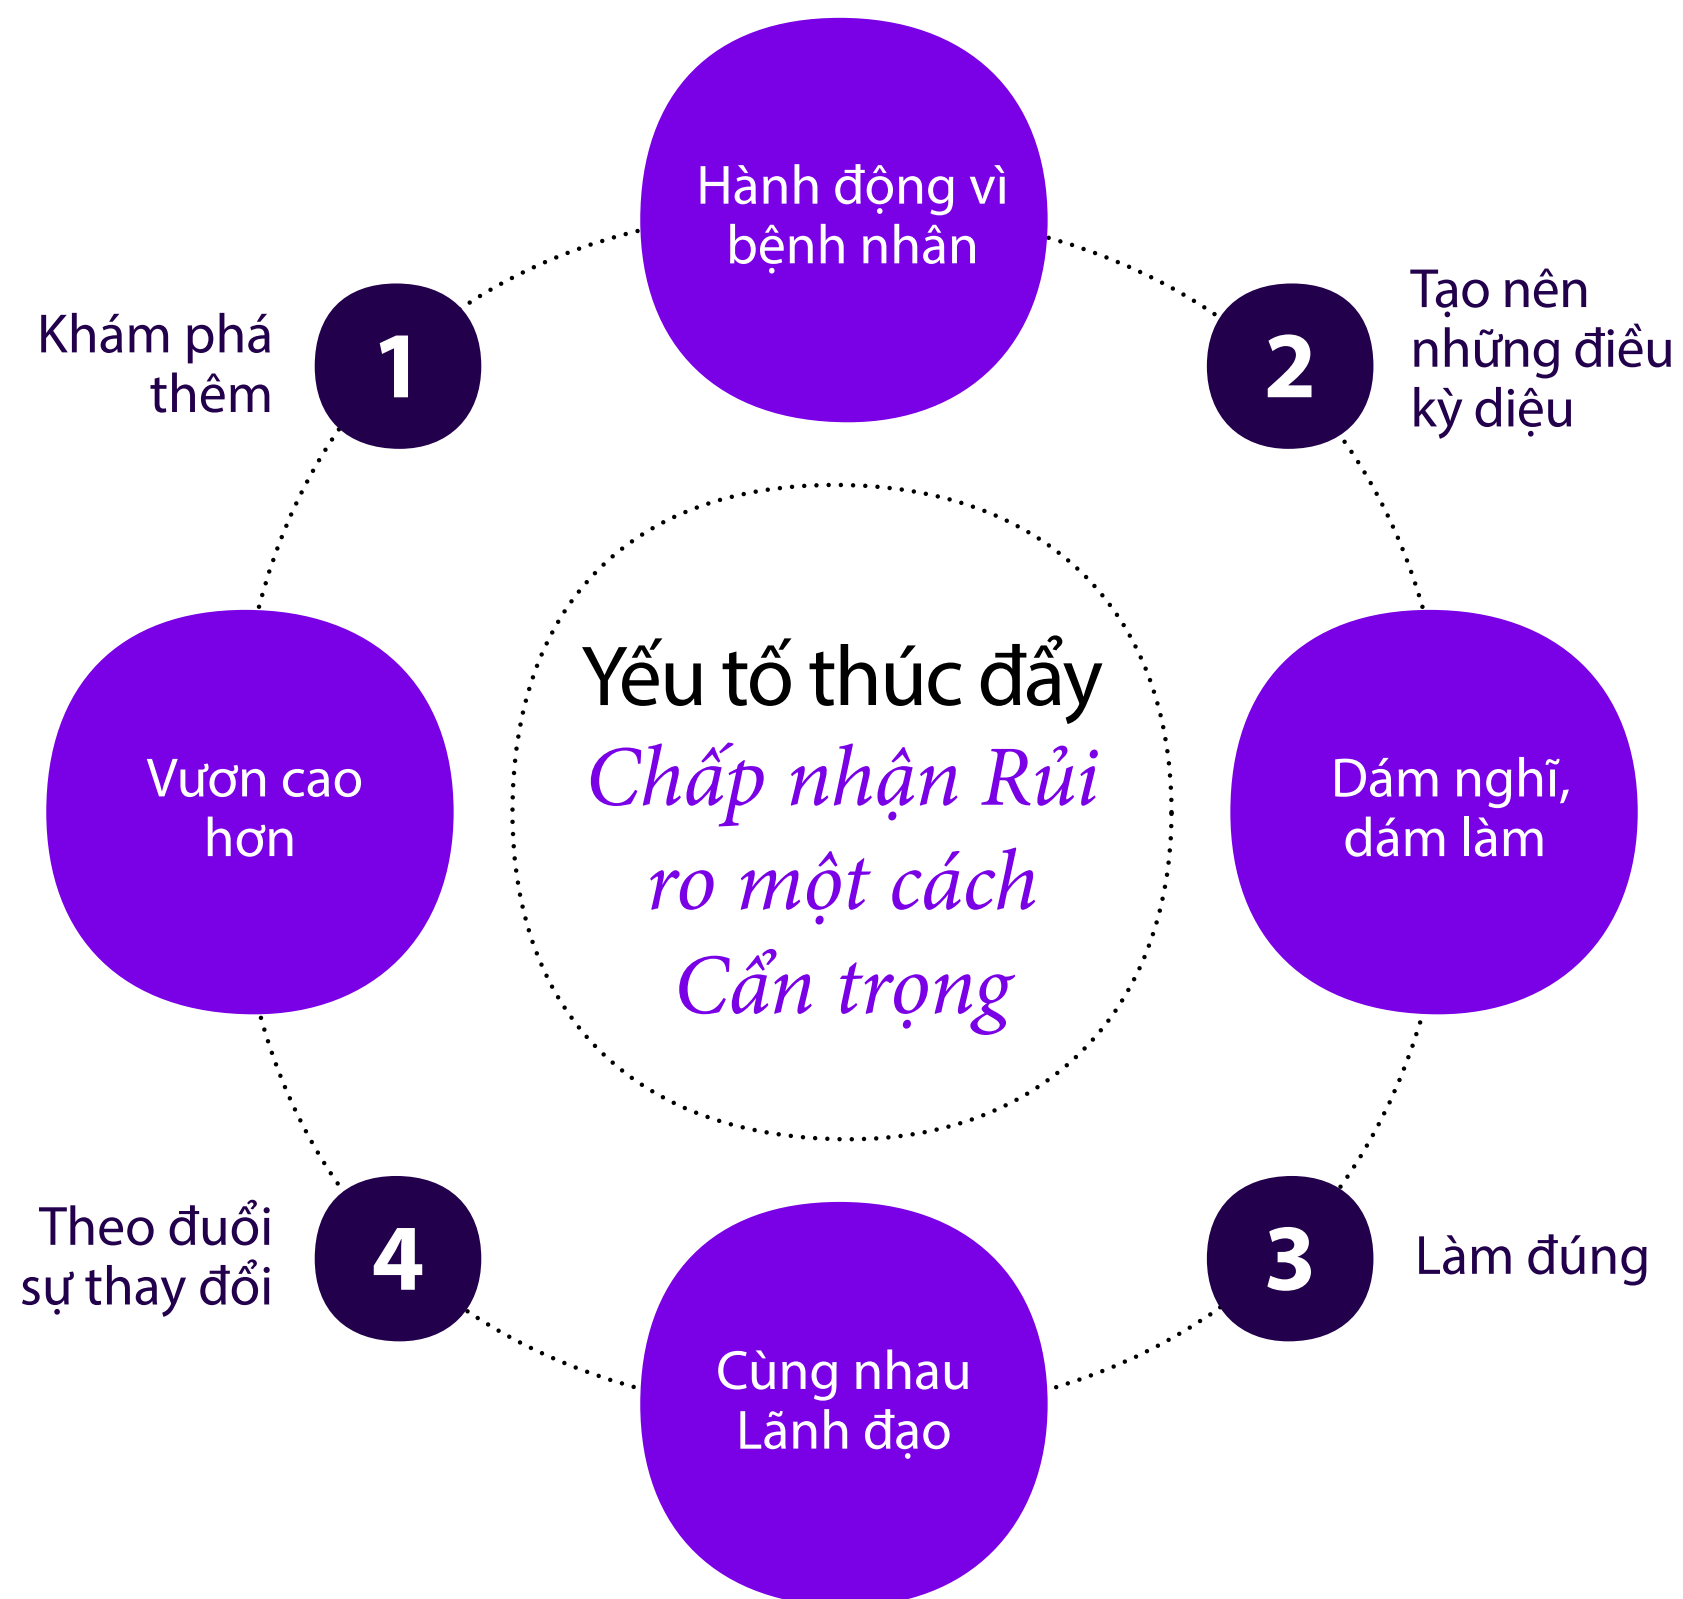 Hành động vì
bệnh nhân
Khám phá
thêm
1
2
Tạo nên
những điều
kỳ diệu
Yếu tố thúc đẩy
Chấp nhận Rủi
ro một cách
Cẩn trọng
Vươn cao
hơn
Dám nghĩ,
dám làm
Theo đuổi
sự thay đổi
4
3
Làm đúng
Cùng nhau
Lãnh đạo